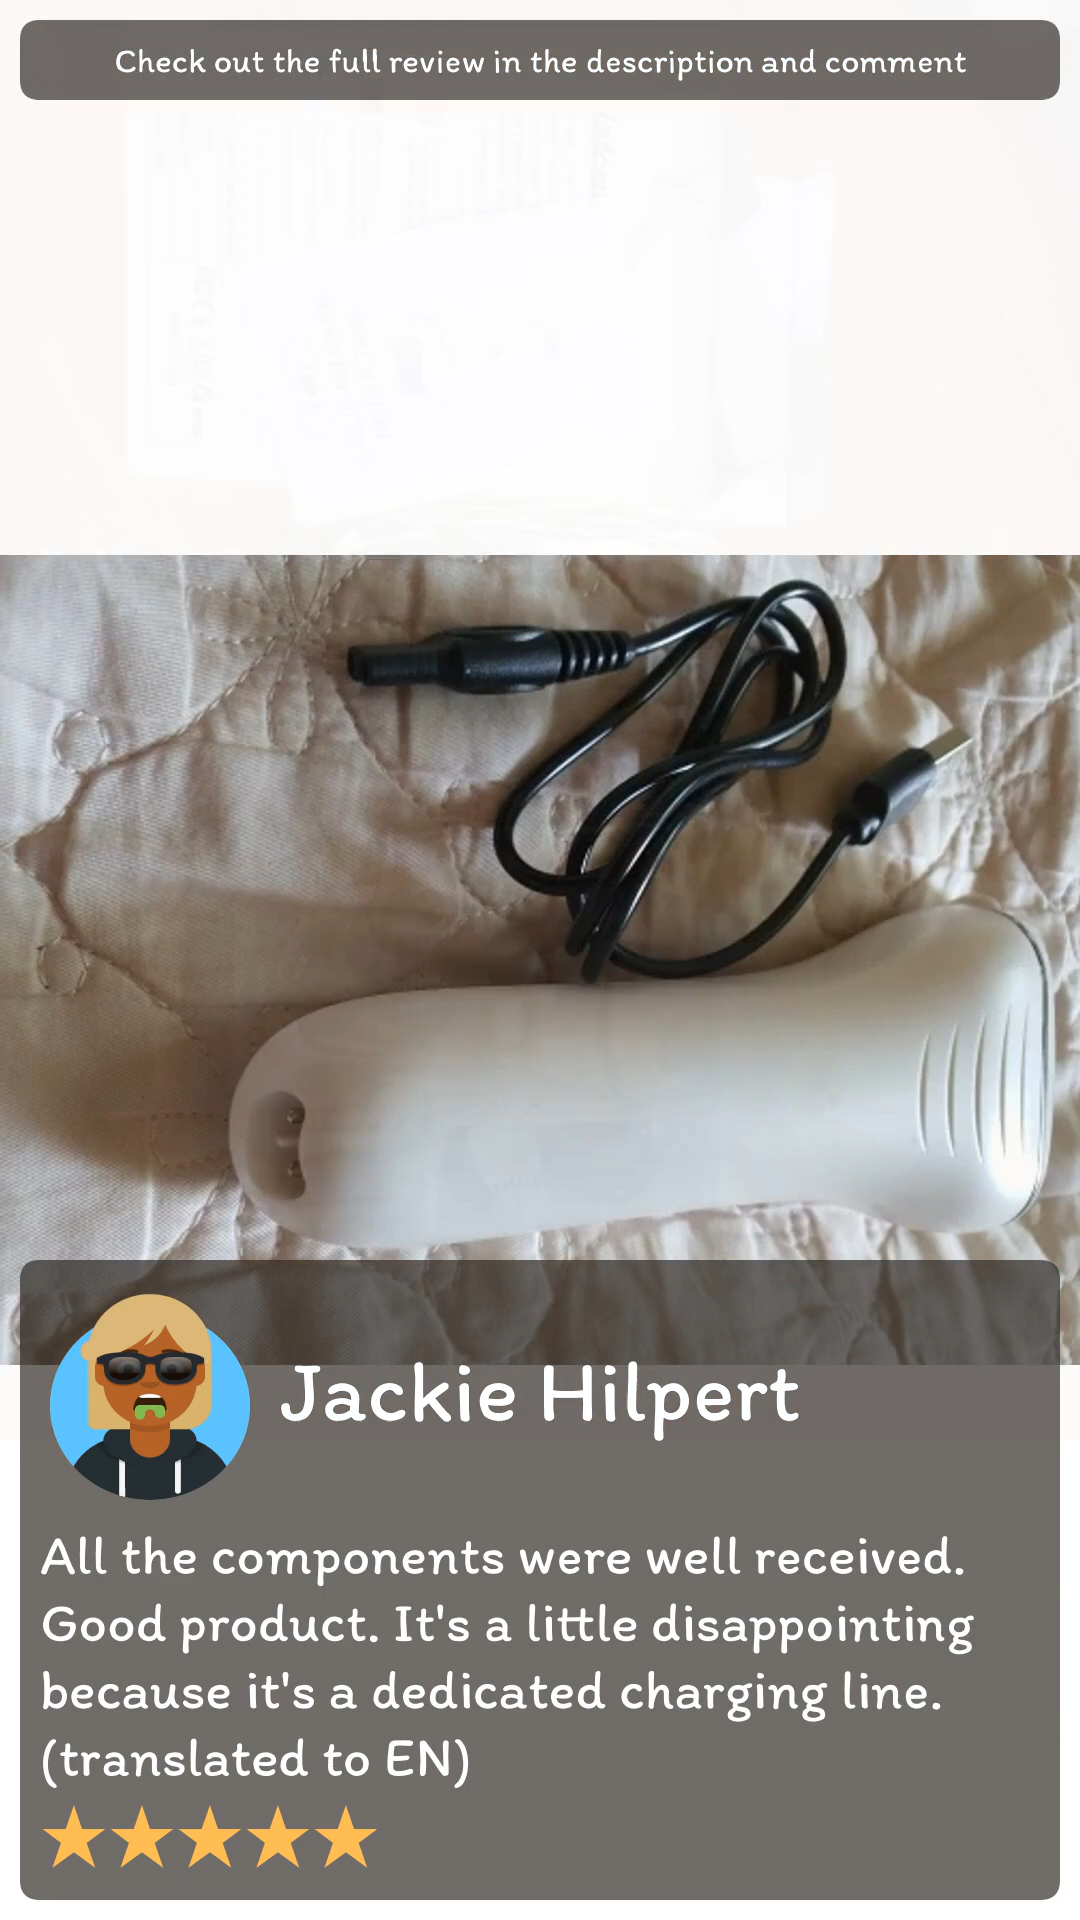 Check out the full review in the description and comment
Jackie Hilpert
All the components were well received.
Good product. It's a little disappointing
because it's a dedicated charging line.
(translated to EN)